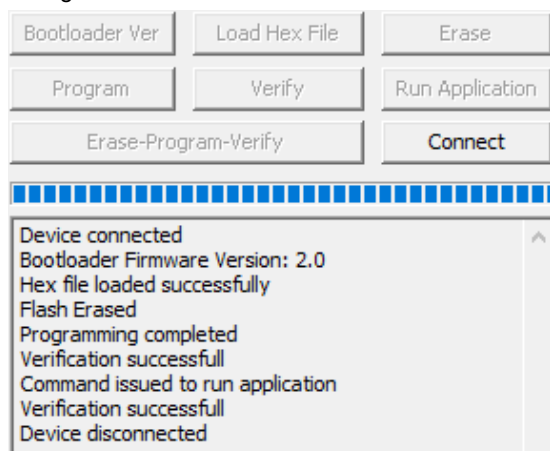 Bootloader Ver Load Hex File Erase
Program Verify Run Application
Erase-Program-Verify Connect
Device connected
Bootloader Firmware Version: 2.0
Hex file loaded successfully
Flash Erased
Programming completed
Verification successfull
Command issued to run application
Verification successfull
Device disconnected